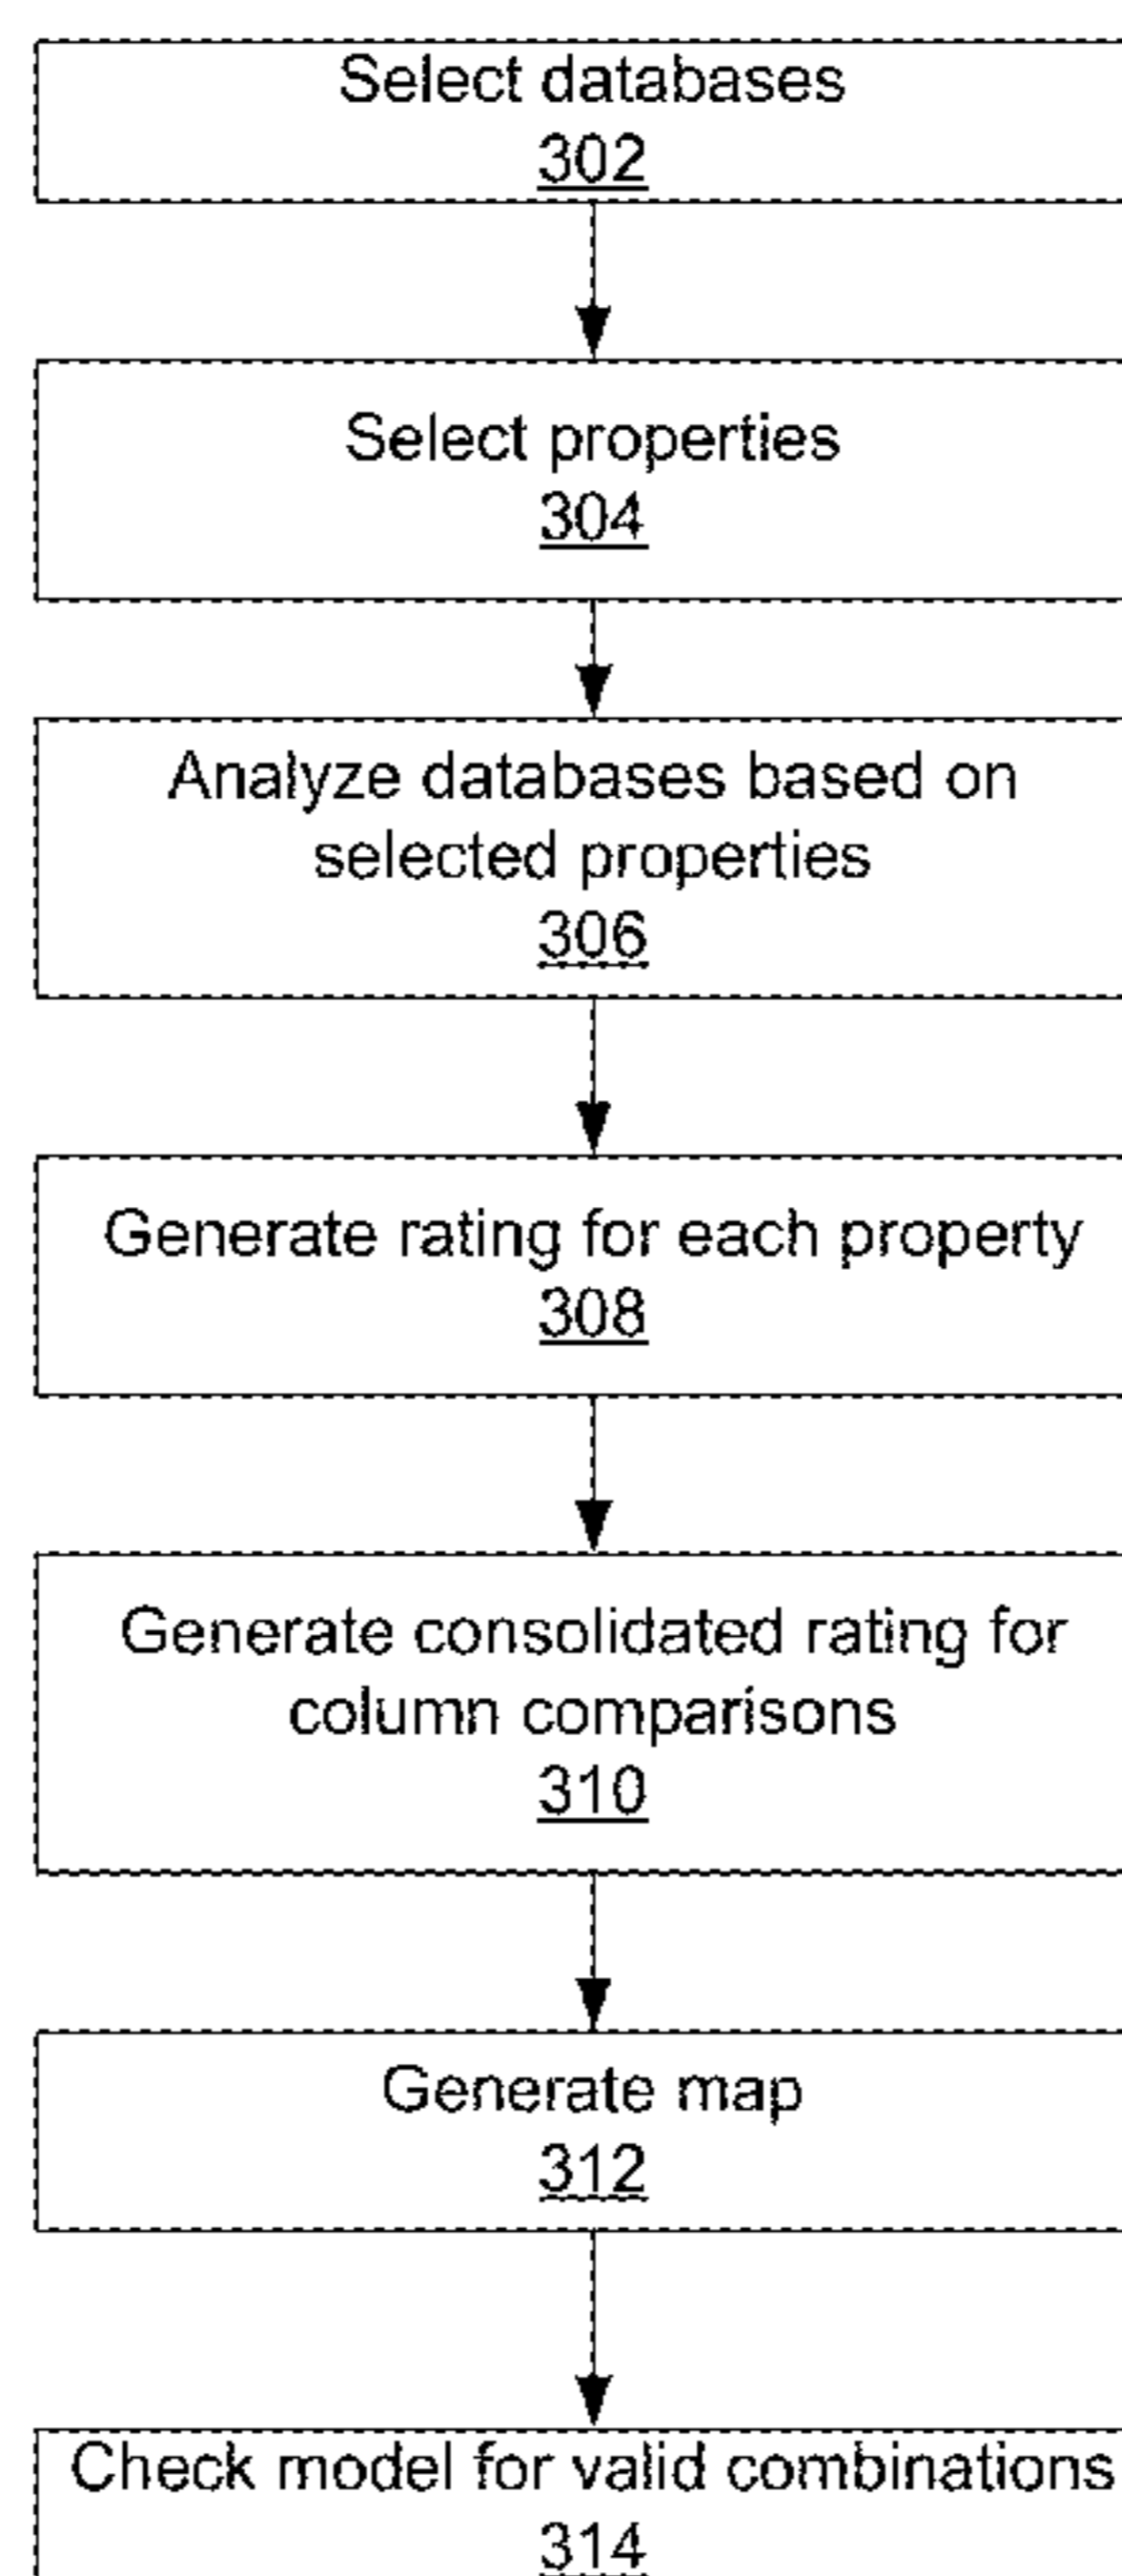 Select databases
302
Select properties
304
Analyze databases based on
selected properties
306
Generate rating for each property
308
Generate consolidated rating for
column comparisons
310
Generate map
312
Check model for valid combinations
314